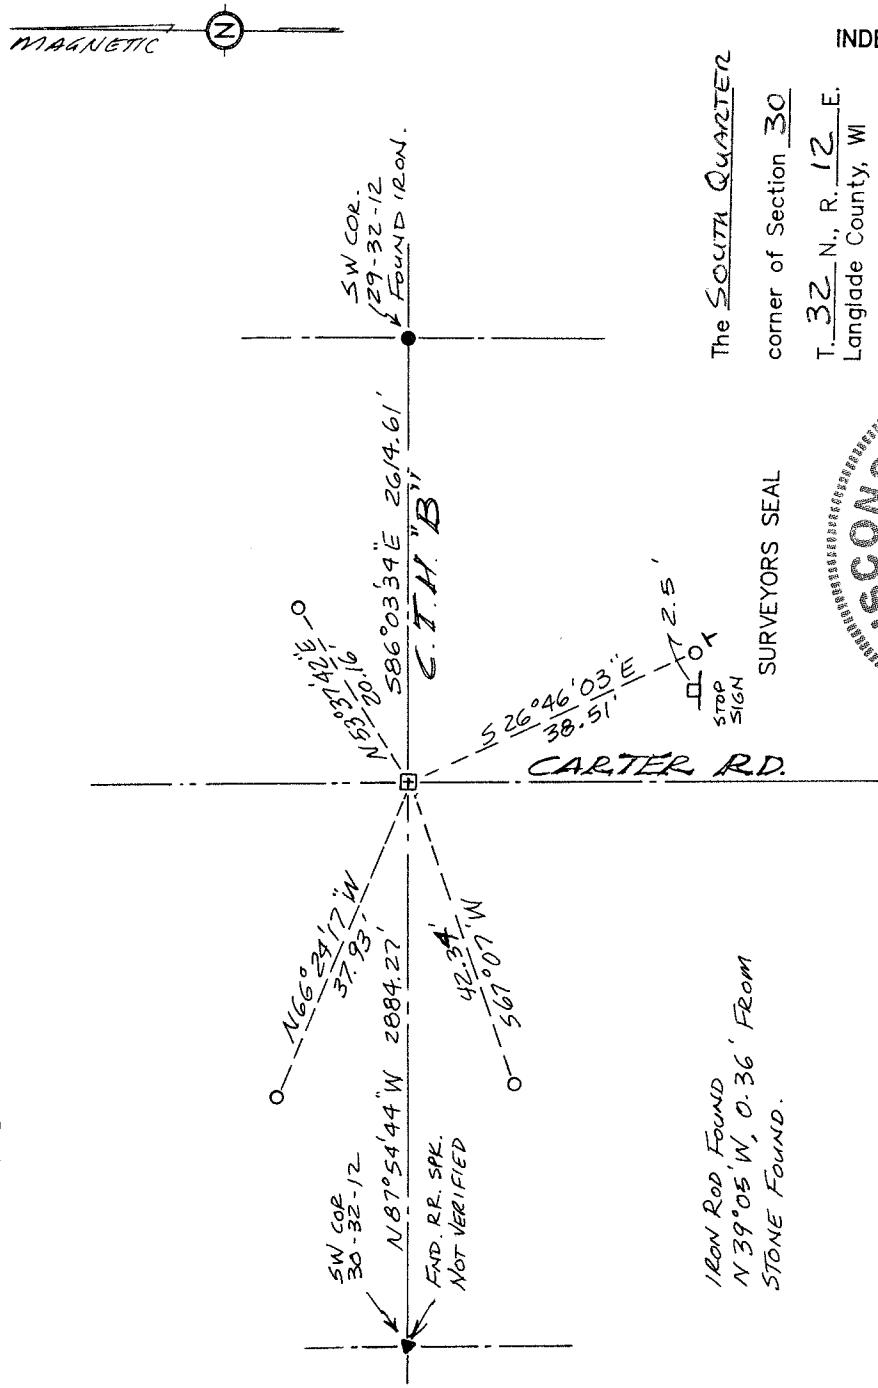 MAGNETIC
N
INDE
SW COR.
29-32-12
FOUND IRON.
The SOUTH QUARTER
corner of Section 30
T. 32 N., R. 12 E.
Langlade County, WI
N53°37'42"E
20.16'
S86°03'34"E 2614.61'
C.T.H. "B"
S26°46'03"E
38.51'
2.5'
STOP
SIGN
SURVEYORS SEAL
ISCONS
CARTER RD.
N66°24'17"W
37.93'
N87°54'44"W 2884.27'
42.34'
S67°07'W
SW COR
30-32-12
FND. RR. SPK.
NOT VERIFIED
IRON ROD FOUND
N39°05'W, 0.36' FROM
STONE FOUND.